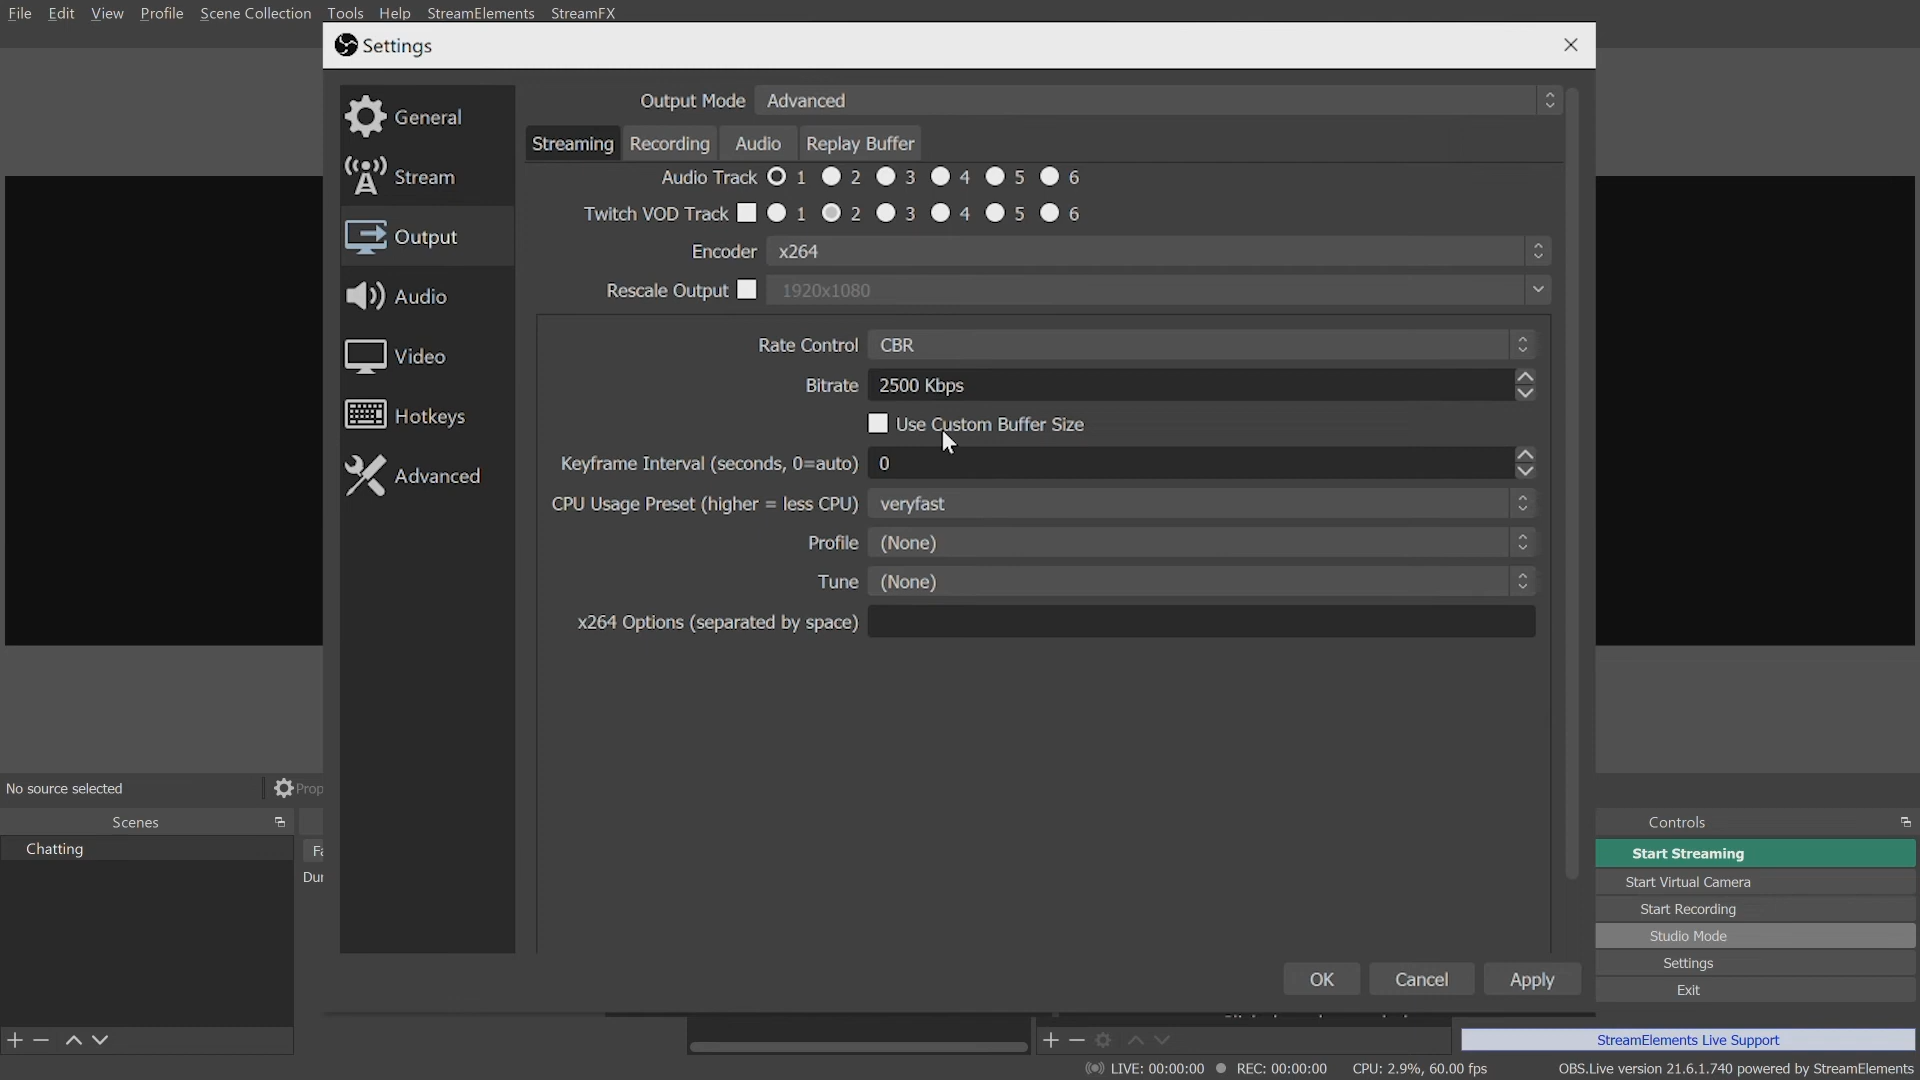 File Edit View Profile Scene Collection Tools Help StreamElements StreamFX
Settings
General
Stream
Output
Audio
Video
Hotkeys
Advanced
Output Mode Advanced
Streaming Recording Audio Replay Buffer
Audio Track 1 2 3 4 5 6
Twitch VOD Track 1 2 3 4 5 6
Encoder x264
Rescale Output 1920x1080
Rate Control CBR
Bitrate 2500 Kbps
Use Custom Buffer Size
Keyframe Interval (seconds, 0=auto) 0
CPU Usage Preset (higher = less CPU) veryfast
Profile (None)
Tune (None)
x264 Options (separated by space)
OK Cancel Apply
No source selected
Prop
Scenes
Chatting
Fa
Dur
Controls
Start Streaming
Start Virtual Camera
Start Recording
Studio Mode
Settings
Exit
StreamElements Live Support
LIVE: 00:00:00 REC: 00:00:00 CPU: 2.9%, 60.00 fps OBS.Live version 21.6.1.740 powered by StreamElements